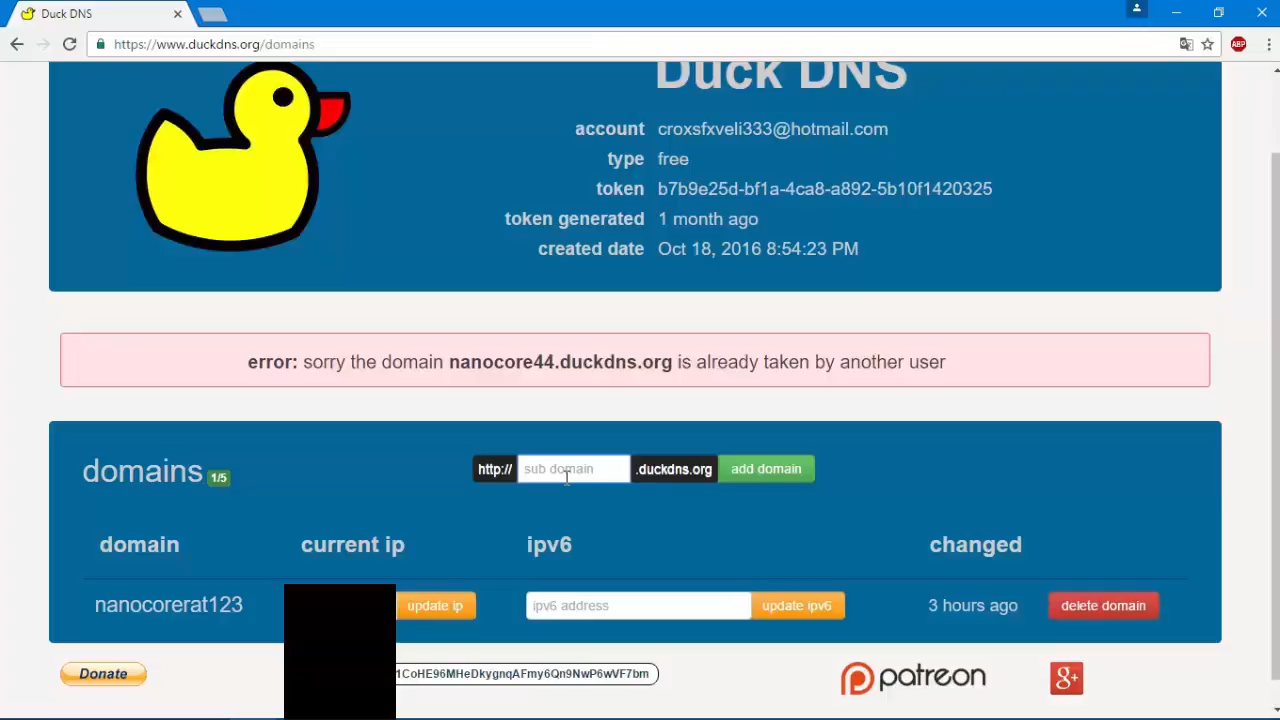 Duck DNS
https://www.duckdns.org/domains
ABP
Duck DNS
account croxsfxveli333@hotmail.com
type free
token b7b9e25d-bf1a-4ca8-a892-5b10f1420325
token generated 1 month ago
created date Oct 18, 2016 8:54:23 PM
error: sorry the domain nanocore44.duckdns.org is already taken by another user
domains 1/5 http:// sub domain .duckdns.org add domain
domain current ip ipv6 changed
nanocorerat123 update ip ipv6 address update ipv6 3 hours ago delete domain
Donate 1CoHE96MHeDkygnqAFmy6Qn9NwP6wVF7bm patreon g+